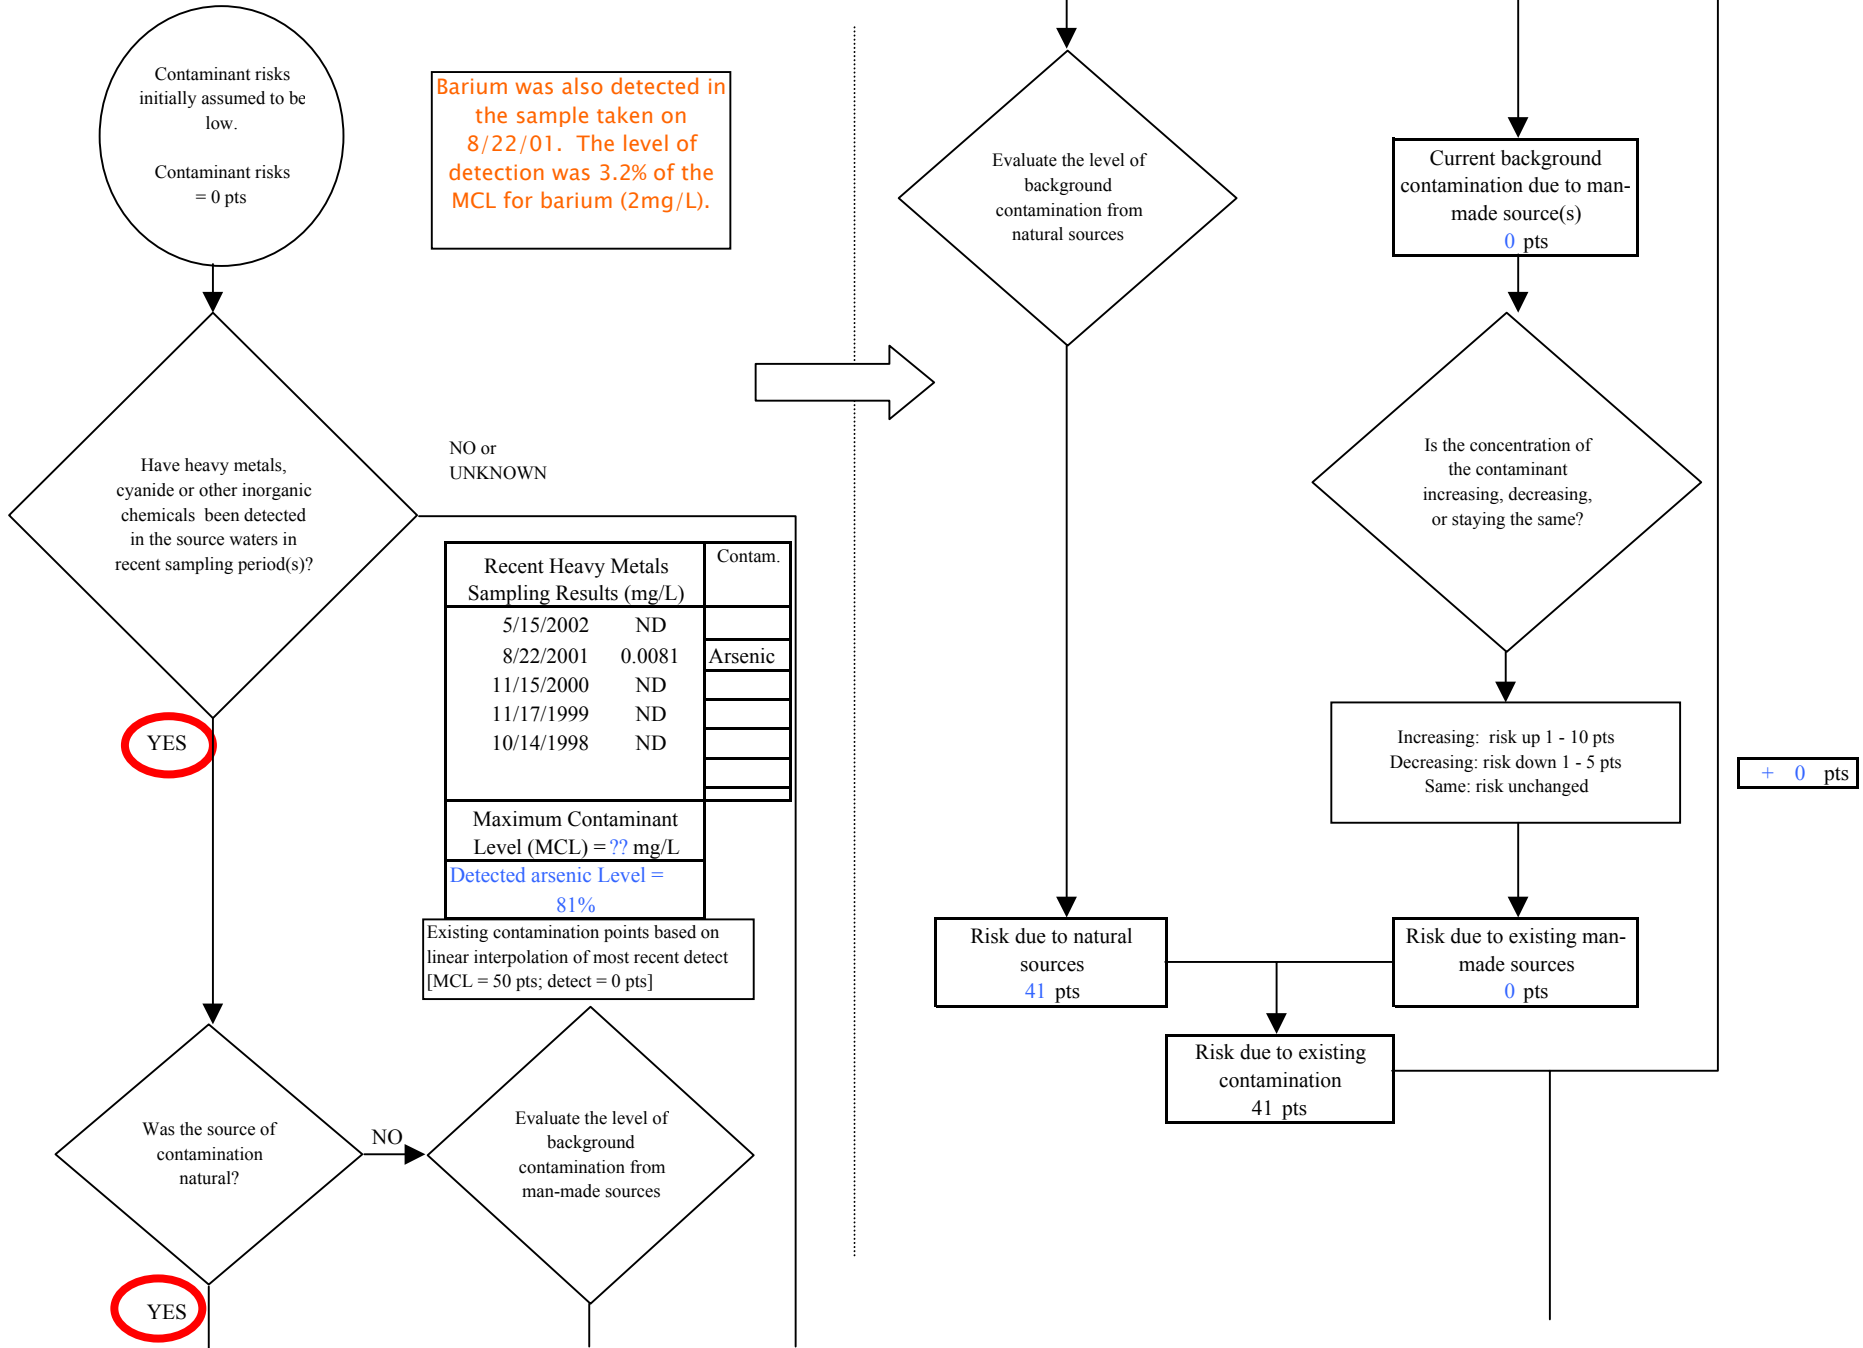 Contaminant risks
initially assumed to be
low.
Contaminant risks
= 0 pts
Barium was also detected in
the sample taken on
8/22/01. The level of
detection was 3.2% of the
MCL for barium (2mg/L).
Have heavy metals,
cyanide or other inorganic
chemicals been detected
in the source waters in
recent sampling period(s)?
NO or
UNKNOWN
YES
Recent Heavy Metals
Sampling Results (mg/L)
Contam.
5/15/2002 ND
8/22/2001 0.0081 Arsenic
11/15/2000 ND
11/17/1999 ND
10/14/1998 ND
Maximum Contaminant
Level (MCL) = ?? mg/L
Detected arsenic Level =
81%
Existing contamination points based on
linear interpolation of most recent detect
[MCL = 50 pts; detect = 0 pts]
Was the source of
contamination
natural?
NO
YES
Evaluate the level of
background
contamination from
man-made sources
Evaluate the level of
background
contamination from
natural sources
Current background
contamination due to man-
made source(s)
0 pts
Is the concentration of
the contaminant
increasing, decreasing,
or staying the same?
Increasing: risk up 1 - 10 pts
Decreasing: risk down 1 - 5 pts
Same: risk unchanged
+ 0 pts
Risk due to natural
sources
41 pts
Risk due to existing man-
made sources
0 pts
Risk due to existing
contamination
41 pts